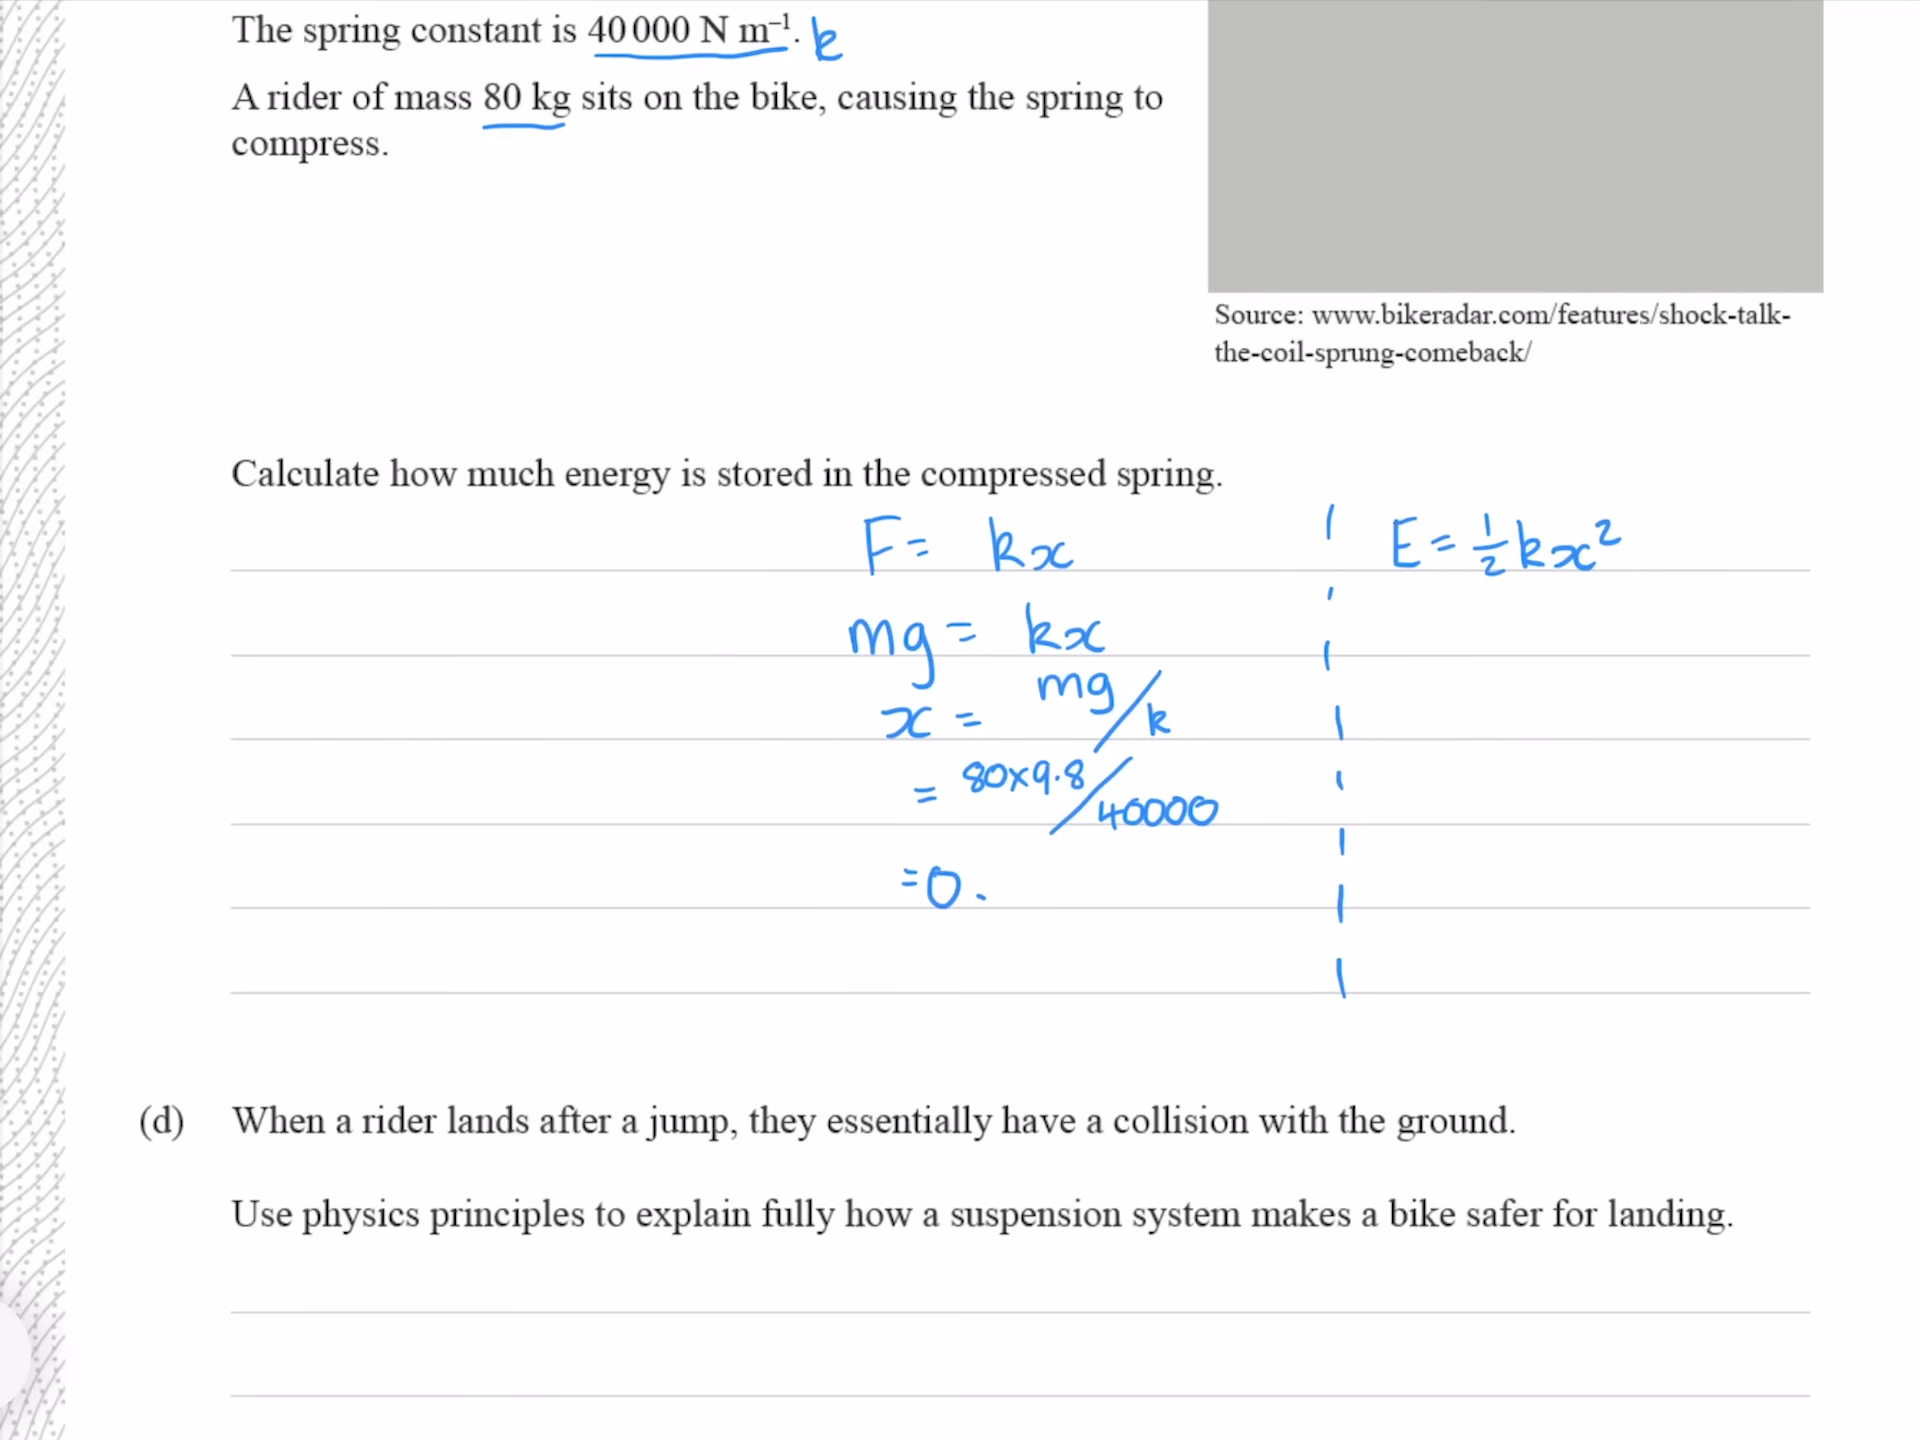 The spring constant is 40 000 N m⁻¹. k
A rider of mass 80 kg sits on the bike, causing the spring to
compress.
Source: www.bikeradar.com/features/shock-talk-
the-coil-sprung-comeback/
Calculate how much energy is stored in the compressed spring.
F = kx
E = ½kx²
mg = kx
x = mg/k
= 80×9.8/40000
=0.
(d) When a rider lands after a jump, they essentially have a collision with the ground.
Use physics principles to explain fully how a suspension system makes a bike safer for landing.